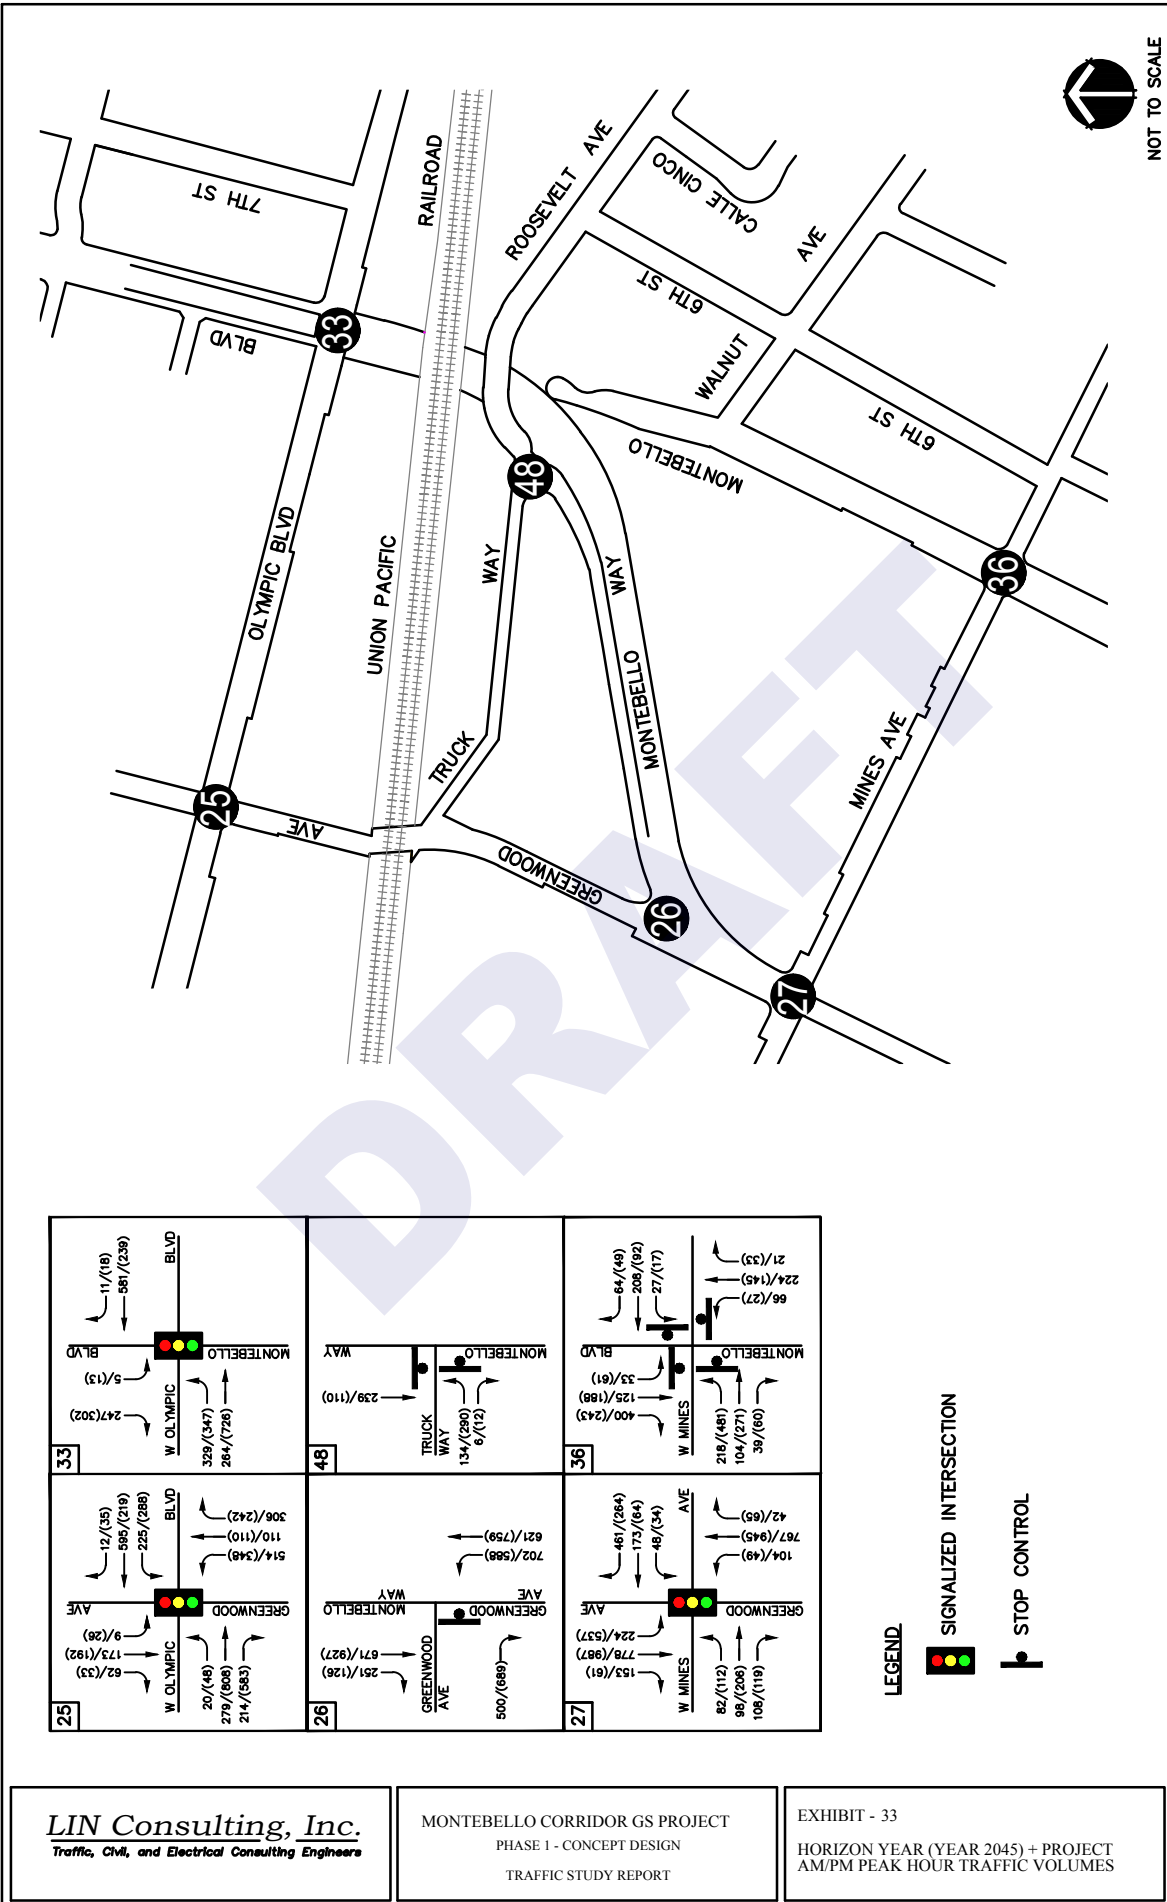 NOT TO SCALE
7TH ST
RAILROAD
ROOSEVELT AVE
CALLE CINCO
BLVD
33
6TH ST
AVE
WALNUT
6TH ST
OLYMPIC BLVD
UNION PACIFIC
48
WAY
MONTEBELLO
WAY
MONTEBELLO
36
25
AVE
TRUCK
GREENWOOD
26
MINES AVE
27
DRAFT
25
W OLYMPIC
BLVD
GREENWOOD
AVE
62/(33)
173/(192)
9/(26)
12/(35)
595/(219)
225/(288)
20/(48)
279/(808)
214/(583)
514/(348)
110/(110)
306/(242)
33
W OLYMPIC
BLVD
MONTEBELLO
BLVD
247(302)
5/(13)
11/(18)
581/(239)
329/(347)
264/(726)
26
GREENWOOD
AVE
MONTEBELLO
WAY
GREENWOOD
AVE
251/(126)
671/(927)
500/(689)
702/(588)
621/(759)
48
TRUCK
WAY
MONTEBELLO
WAY
239/(110)
134/(290)
6/(12)
27
W MINES
AVE
GREENWOOD
AVE
153/(61)
778/(987)
224/(537)
461/(264)
173/(64)
48/(34)
82/(112)
98/(206)
108/(119)
104/(49)
767/(945)
42/(65)
36
W MINES
MONTEBELLO
BLVD
400/(243)
125/(188)
33/(61)
64/(49)
208/(92)
27/(17)
218/(481)
104/(271)
39/(60)
66/(27)
224/(145)
21/(33)
LEGEND
SIGNALIZED INTERSECTION
STOP CONTROL
LIN Consulting, Inc.
Traffic, Civil, and Electrical Consulting Engineers
MONTEBELLO CORRIDOR GS PROJECT
PHASE 1 - CONCEPT DESIGN
TRAFFIC STUDY REPORT
EXHIBIT - 33
HORIZON YEAR (YEAR 2045) + PROJECT
AM/PM PEAK HOUR TRAFFIC VOLUMES